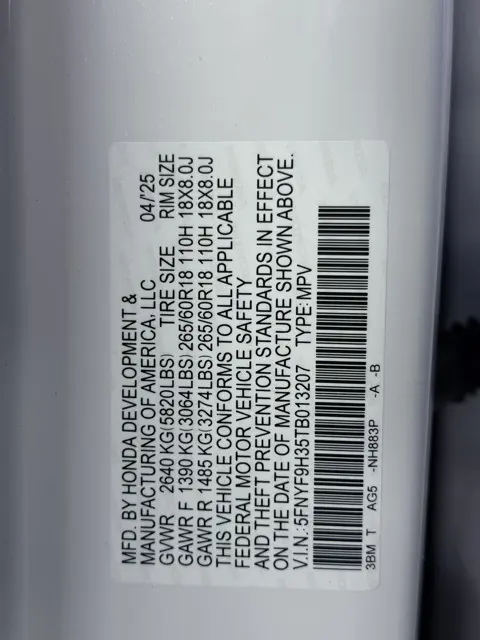 MFD. BY HONDA DEVELOPMENT &
MANUFACTURING OF AMERICA, LLC 04/25
GVWR 2640 KG(5820LBS) TIRE SIZE RIM SIZE
GAWR F 1390 KG(3064LBS) 265/60R18 110H 18X8.0J
GAWR R 1485 KG(3274LBS) 265/60R18 110H 18X8.0J
THIS VEHICLE CONFORMS TO ALL APPLICABLE
FEDERAL MOTOR VEHICLE SAFETY
AND THEFT PREVENTION STANDARDS IN EFFECT
ON THE DATE OF MANUFACTURE SHOWN ABOVE.
V.I.N.: 5FNYF9H35TB013207 TYPE: MPV
3BM T AG5 -NH883P -A -B